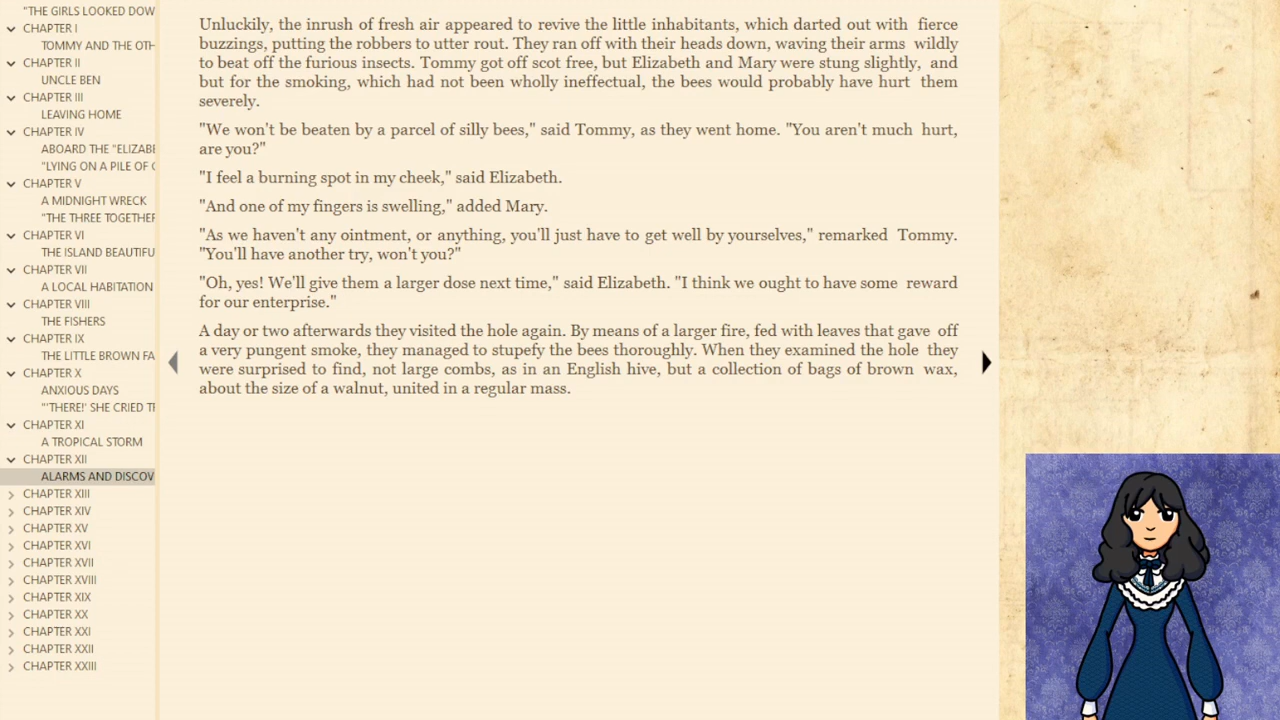 "THE GIRLS LOOKED DOW
CHAPTER I
TOMMY AND THE OTH
CHAPTER II
UNCLE BEN
CHAPTER III
LEAVING HOME
CHAPTER IV
ABOARD THE "ELIZABE
"LYING ON A PILE OF C
CHAPTER V
A MIDNIGHT WRECK
"THE THREE TOGETHER
CHAPTER VI
THE ISLAND BEAUTIFU
CHAPTER VII
A LOCAL HABITATION
CHAPTER VIII
THE FISHERS
CHAPTER IX
THE LITTLE BROWN FA
CHAPTER X
ANXIOUS DAYS
"'THERE!' SHE CRIED TR
CHAPTER XI
A TROPICAL STORM
CHAPTER XII
ALARMS AND DISCOV
CHAPTER XIII
CHAPTER XIV
CHAPTER XV
CHAPTER XVI
CHAPTER XVII
CHAPTER XVIII
CHAPTER XIX
CHAPTER XX
CHAPTER XXI
CHAPTER XXII
CHAPTER XXIII
Unluckily, the inrush of fresh air appeared to revive the little inhabitants, which darted out with fierce
buzzings, putting the robbers to utter rout. They ran off with their heads down, waving their arms wildly
to beat off the furious insects. Tommy got off scot free, but Elizabeth and Mary were stung slightly, and
but for the smoking, which had not been wholly ineffectual, the bees would probably have hurt them
severely.
"We won't be beaten by a parcel of silly bees," said Tommy, as they went home. "You aren't much hurt,
are you?"
"I feel a burning spot in my cheek," said Elizabeth.
"And one of my fingers is swelling," added Mary.
"As we haven't any ointment, or anything, you'll just have to get well by yourselves," remarked Tommy.
"You'll have another try, won't you?"
"Oh, yes! We'll give them a larger dose next time," said Elizabeth. "I think we ought to have some reward
for our enterprise."
A day or two afterwards they visited the hole again. By means of a larger fire, fed with leaves that gave off
a very pungent smoke, they managed to stupefy the bees thoroughly. When they examined the hole they
were surprised to find, not large combs, as in an English hive, but a collection of bags of brown wax,
about the size of a walnut, united in a regular mass.